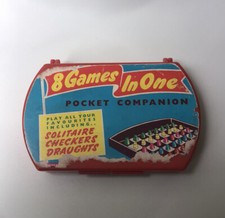 8 Games In One
POCKET COMPANION
PLAY ALL YOUR
FAVOURITES
INCLUDING...
SOLITAIRE
CHECKERS
DRAUGHTS